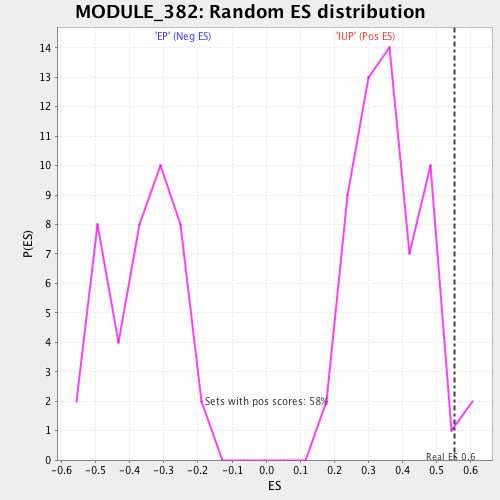 MODULE_382: Random ES distribution
'EP' (Neg ES) 'IUP' (Pos ES)
14
13
12
11
10
9
8
7
6
5
4
3
2
1
0
P(ES)
Sets with pos scores: 58%
Real ES 0.6
-0.6 -0.5 -0.4 -0.3 -0.2 -0.1 0.0 0.1 0.2 0.3 0.4 0.5 0.6
ES